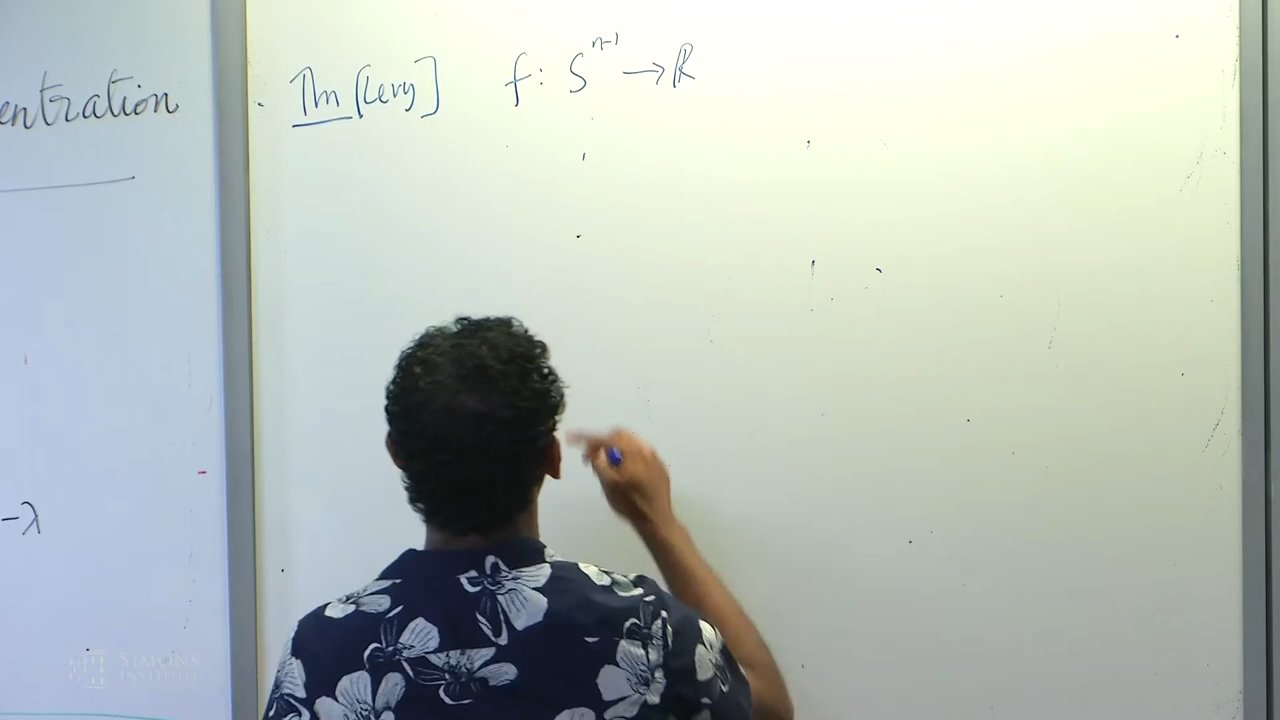 entration
-λ
Thm [Levy] f: S^{n-1} → ℝ
SIMONS
INSTITUTE